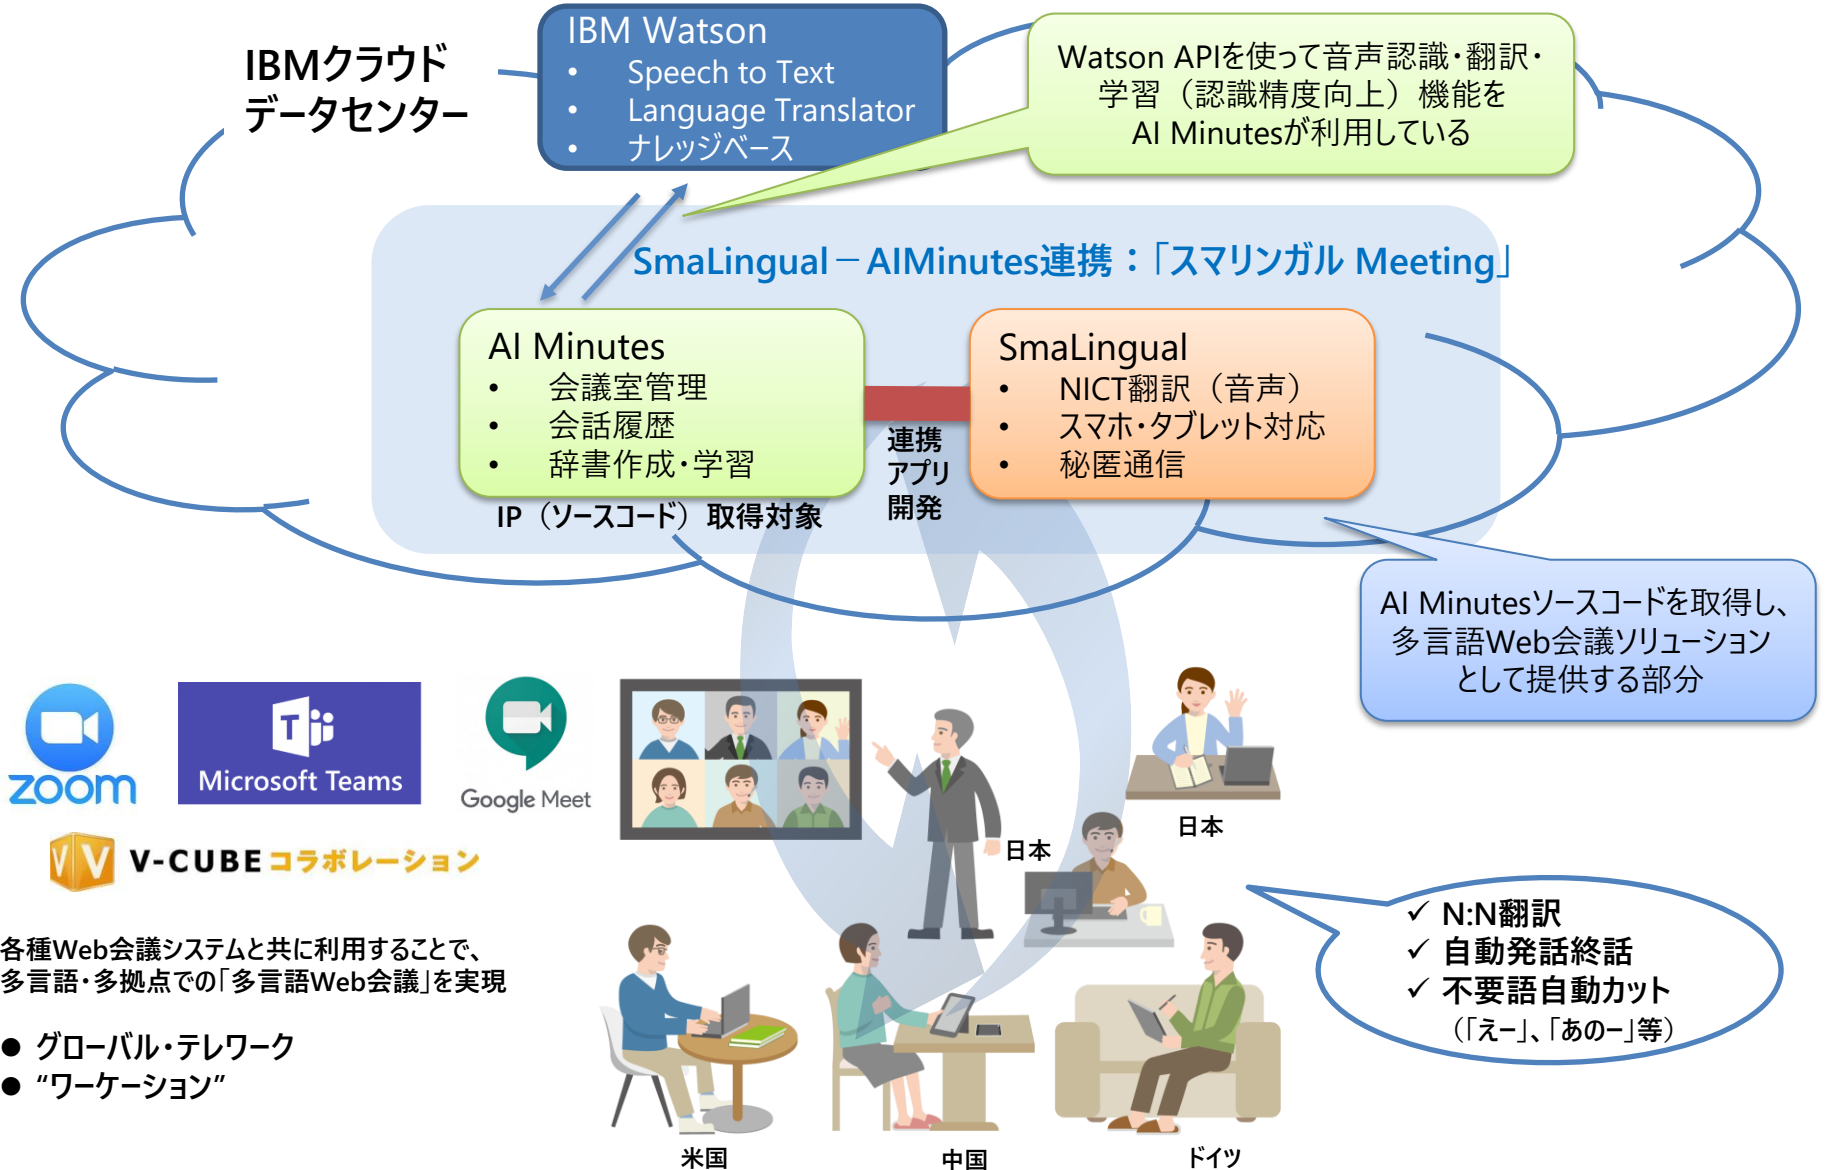 IBMクラウド
データセンター
IBM Watson
• Speech to Text
• Language Translator
• ナレッジベース
Watson APIを使って音声認識・翻訳・
学習（認識精度向上）機能を
AI Minutesが利用している
SmaLingual－AIMinutes連携：「スマリンガル Meeting」
AI Minutes
• 会議室管理
• 会話履歴
• 辞書作成・学習
IP（ソースコード）取得対象
連携
アプリ
開発
SmaLingual
• NICT翻訳（音声）
• スマホ・タブレット対応
• 秘匿通信
AI Minutesソースコードを取得し、
多言語Web会議ソリューション
として提供する部分
zoom
Microsoft Teams
Google Meet
V-CUBE コラボレーション
各種Web会議システムと共に利用することで、
多言語・多拠点での「多言語Web会議」を実現
● グローバル・テレワーク
● “ワーケーション”
日本
日本
米国
中国
ドイツ
✓ N:N翻訳
✓ 自動発話終話
✓ 不要語自動カット
（「えー」、「あのー」等）